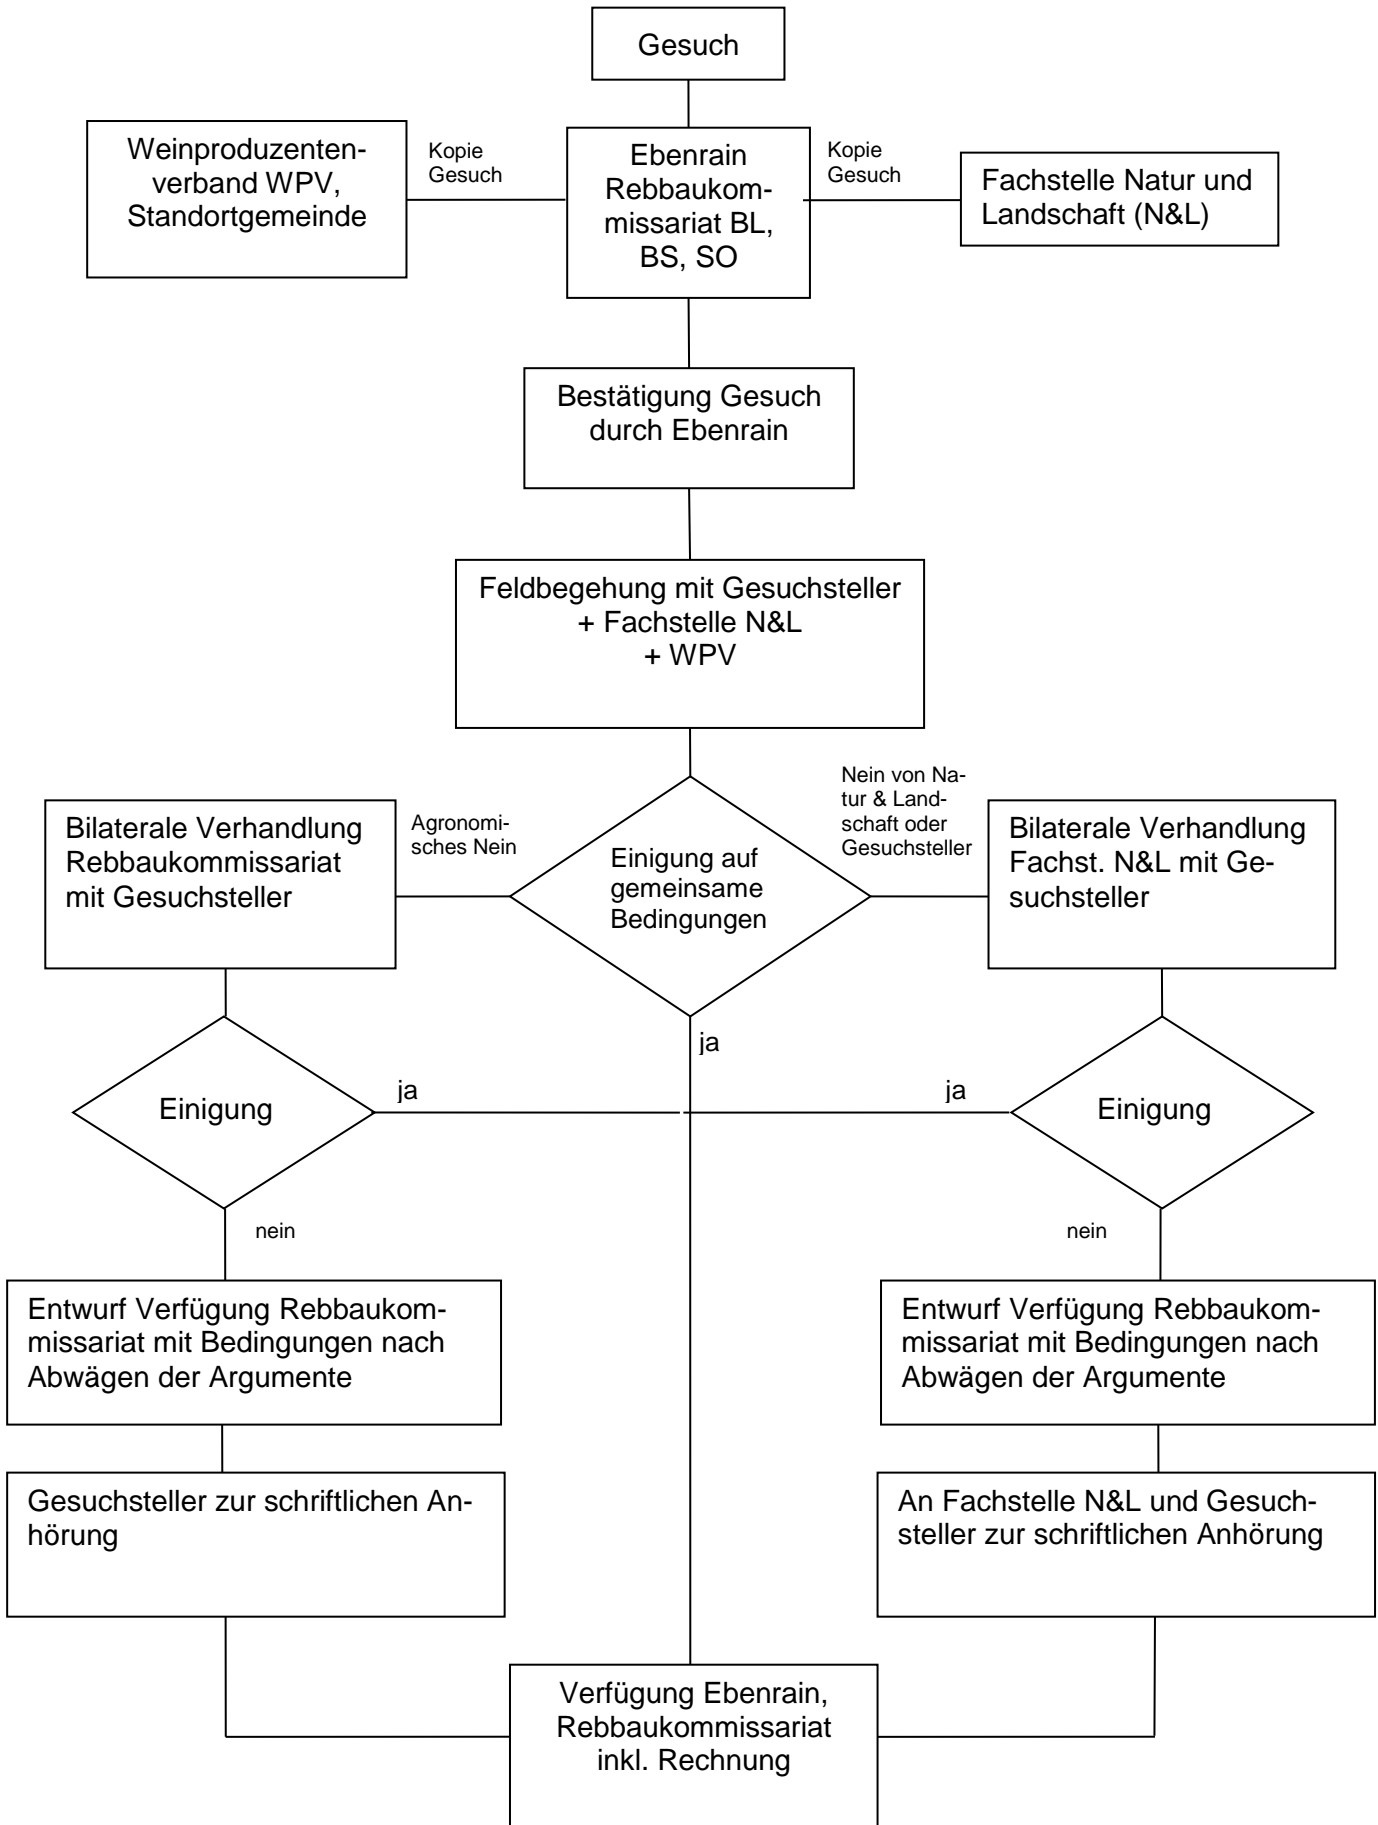 Gesuch
Weinproduzenten-
verband WPV,
Standortgemeinde
Kopie
Gesuch
Ebenrain
Rebbaukom-
missariat BL,
BS, SO
Kopie
Gesuch
Fachstelle Natur und
Landschaft (N&L)
Bestätigung Gesuch
durch Ebenrain
Feldbegehung mit Gesuchsteller
+ Fachstelle N&L
+ WPV
Bilaterale Verhandlung
Rebbaukommissariat
mit Gesuchsteller
Agronomi-
sches Nein
Einigung auf
gemeinsame
Bedingungen
Nein von Na-
tur & Land-
schaft oder
Gesuchsteller
Bilaterale Verhandlung
Fachst. N&L mit Ge-
suchsteller
ja
Einigung
ja
ja
Einigung
nein
nein
Entwurf Verfügung Rebbaukom-
missariat mit Bedingungen nach
Abwägen der Argumente
Entwurf Verfügung Rebbaukom-
missariat mit Bedingungen nach
Abwägen der Argumente
Gesuchsteller zur schriftlichen An-
hörung
An Fachstelle N&L und Gesuch-
steller zur schriftlichen Anhörung
Verfügung Ebenrain,
Rebbaukommissariat
inkl. Rechnung